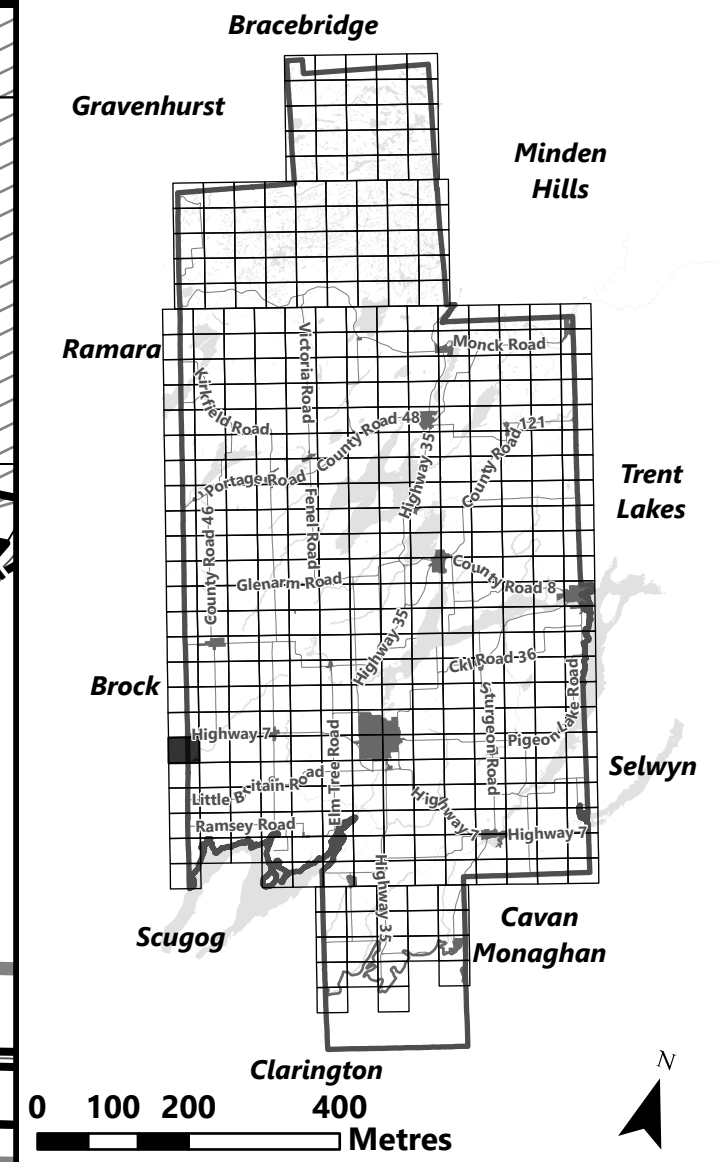 Bracebridge
Gravenhurst
Minden
Hills
Ramara
Monck Road
Victoria Road
Kirkfield Road
County Road 48
County Road 121
Highway 35
Portage Road
Trent
Lakes
Fenel Road
County Road 46
Glenarm Road
County Road 8
Highway 35
Ckl Road 36
Brock
Sturgeon Road
Pigeon Lake Road
Highway 7
Elm Tree Road
Selwyn
Little Britain Road
Highway 7
Ramsey Road
Highway 7
Highway 35
Scugog
Cavan
Monaghan
Clarington
N
0 100 200 400
Metres